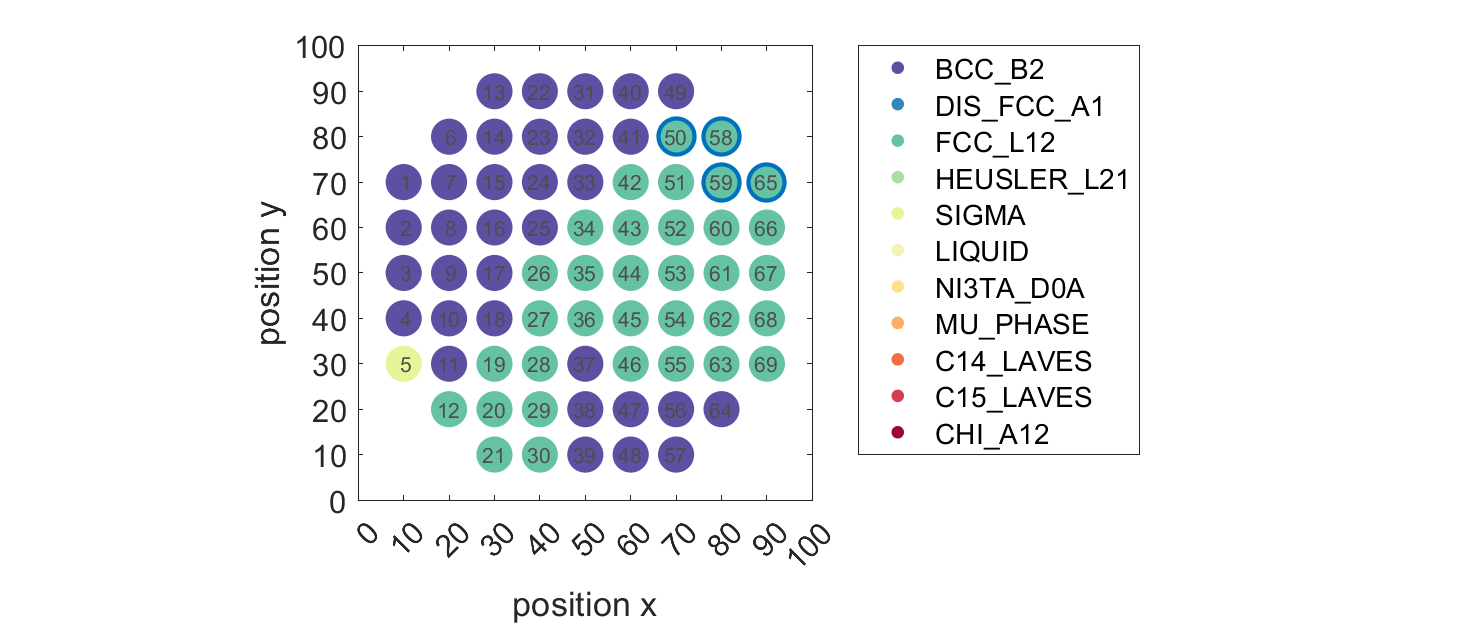 100
90
80
70
60
50
40
30
20
10
0
position y
13 22 31 40 49
6 14 23 32 41 50 58
1 7 15 24 33 42 51 59 65
2 8 16 25 34 43 52 60 66
3 9 17 26 35 44 53 61 67
4 10 18 27 36 45 54 62 68
5 11 19 28 37 46 55 63 69
12 20 29 38 47 56 64
21 30 39 48 57
0 10 20 30 40 50 60 70 80 90 100
position x
BCC_B2
DIS_FCC_A1
FCC_L12
HEUSLER_L21
SIGMA
LIQUID
NI3TA_D0A
MU_PHASE
C14_LAVES
C15_LAVES
CHI_A12